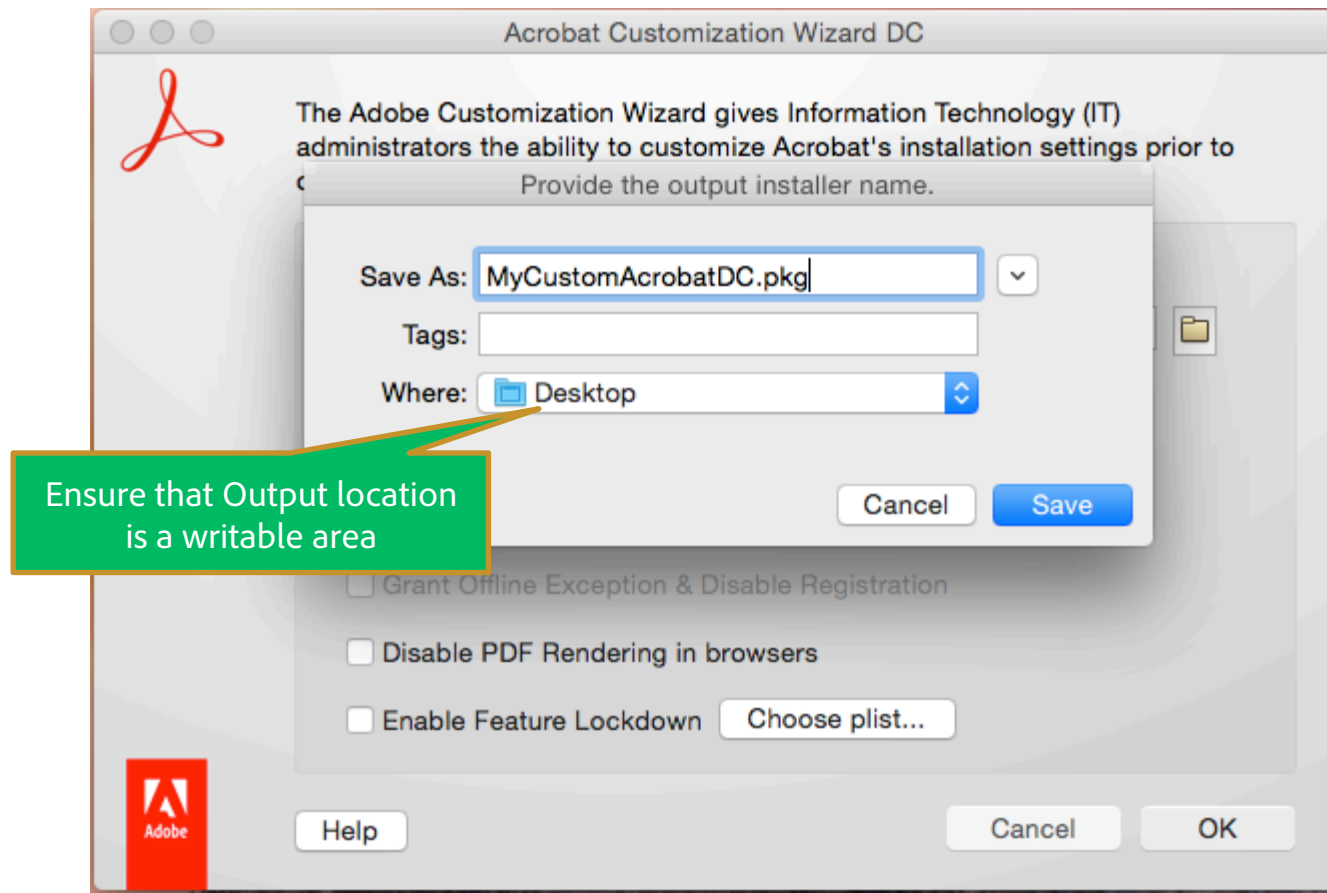 Acrobat Customization Wizard DC
The Adobe Customization Wizard gives Information Technology (IT)
administrators the ability to customize Acrobat's installation settings prior to
Provide the output installer name.
Save As: MyCustomAcrobatDC.pkg
Tags:
Where: Desktop
Ensure that Output location
is a writable area
Cancel Save
Grant Offline Exception & Disable Registration
Disable PDF Rendering in browsers
Enable Feature Lockdown Choose plist...
Adobe
Help Cancel OK